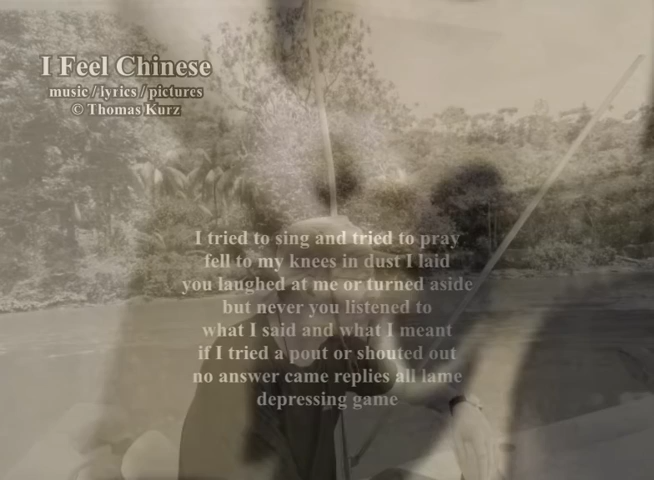 I Feel Chinese
music / lyrics / pictures
© Thomas Kurz
I tried to sing and tried to pray
fell to my knees in dust I laid
you laughed at me or turned aside
but never you listened to
what I said and what I meant
if I tried a pout or shouted out
no answer came replies all lame
depressing game